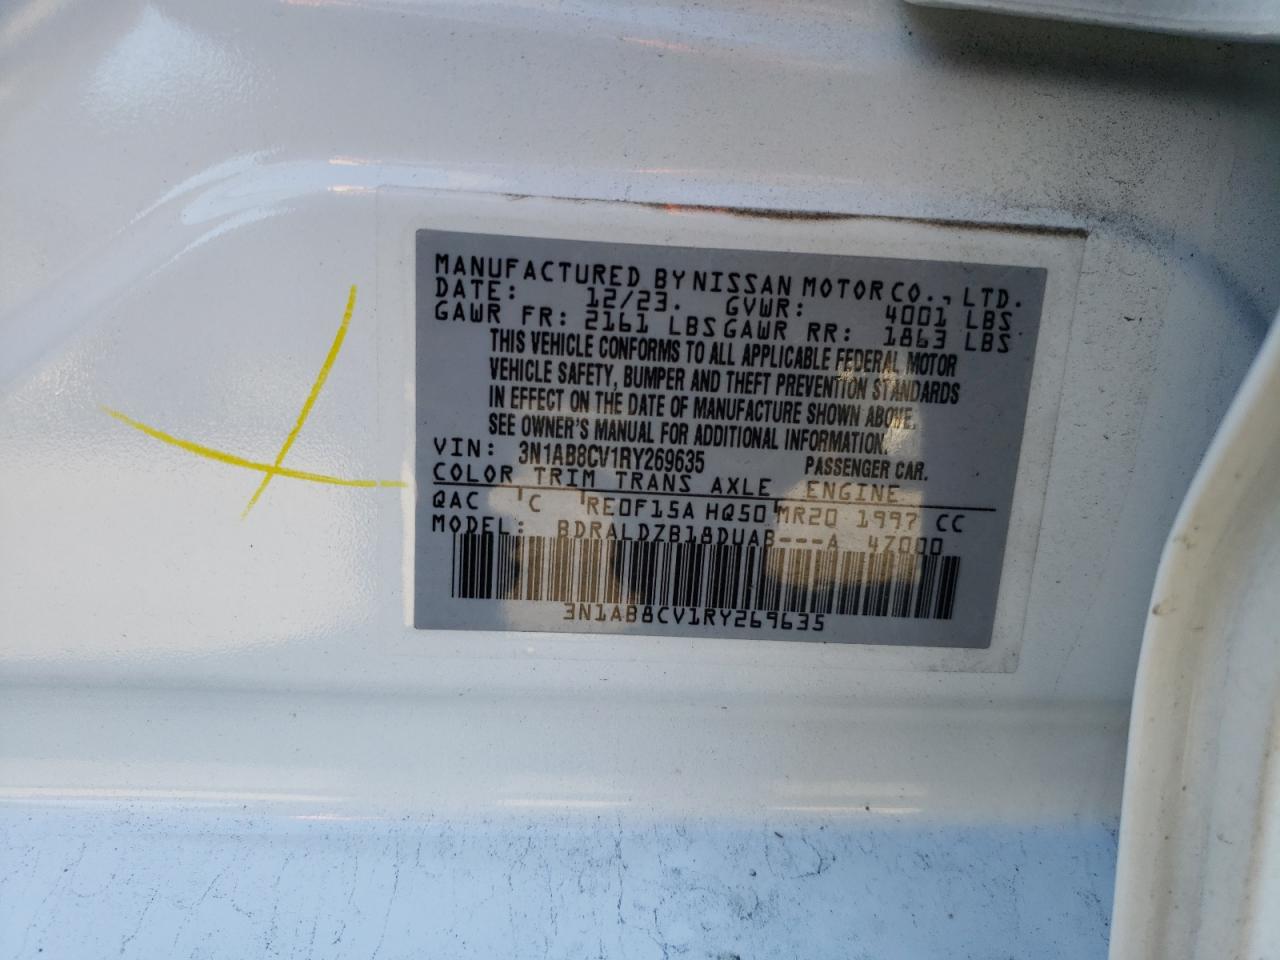 MANUFACTURED BY NISSAN MOTOR CO., LTD.
DATE: 12/23. GVWR: 4001 LBS
GAWR FR: 2161 LBS GAWR RR: 1863 LBS
THIS VEHICLE CONFORMS TO ALL APPLICABLE FEDERAL MOTOR
VEHICLE SAFETY, BUMPER AND THEFT PREVENTION STANDARDS
IN EFFECT ON THE DATE OF MANUFACTURE SHOWN ABOVE.
SEE OWNER'S MANUAL FOR ADDITIONAL INFORMATION.
VIN: 3N1AB8CV1RY269635 PASSENGER CAR.
COLOR TRIM TRANS AXLE ENGINE
QAC C RE0F15A HQ50 MR20 1997 CC
MODEL: BDRALDZB18DUAB---A 4Z000
3N1AB8CV1RY269635